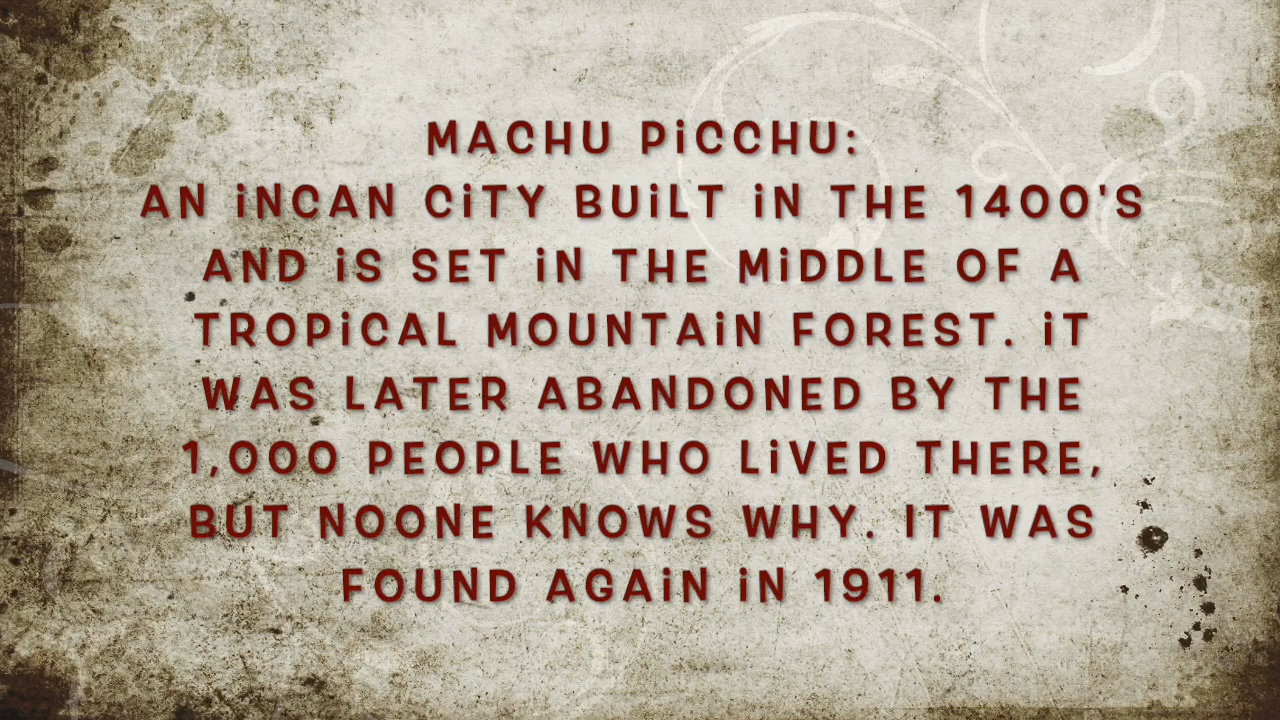 MACHU PiCCHU:
AN iNCAN CiTY BUiLT iN THE 1400'S
AND iS SET iN THE MiDDLE OF A
TROPiCAL MOUNTAiN FOREST. iT
WAS LATER ABANDONED BY THE
1,000 PEOPLE WHO LiVED THERE,
BUT NOONE KNOWS WHY. IT WAS
FOUND AGAiN iN 1911.